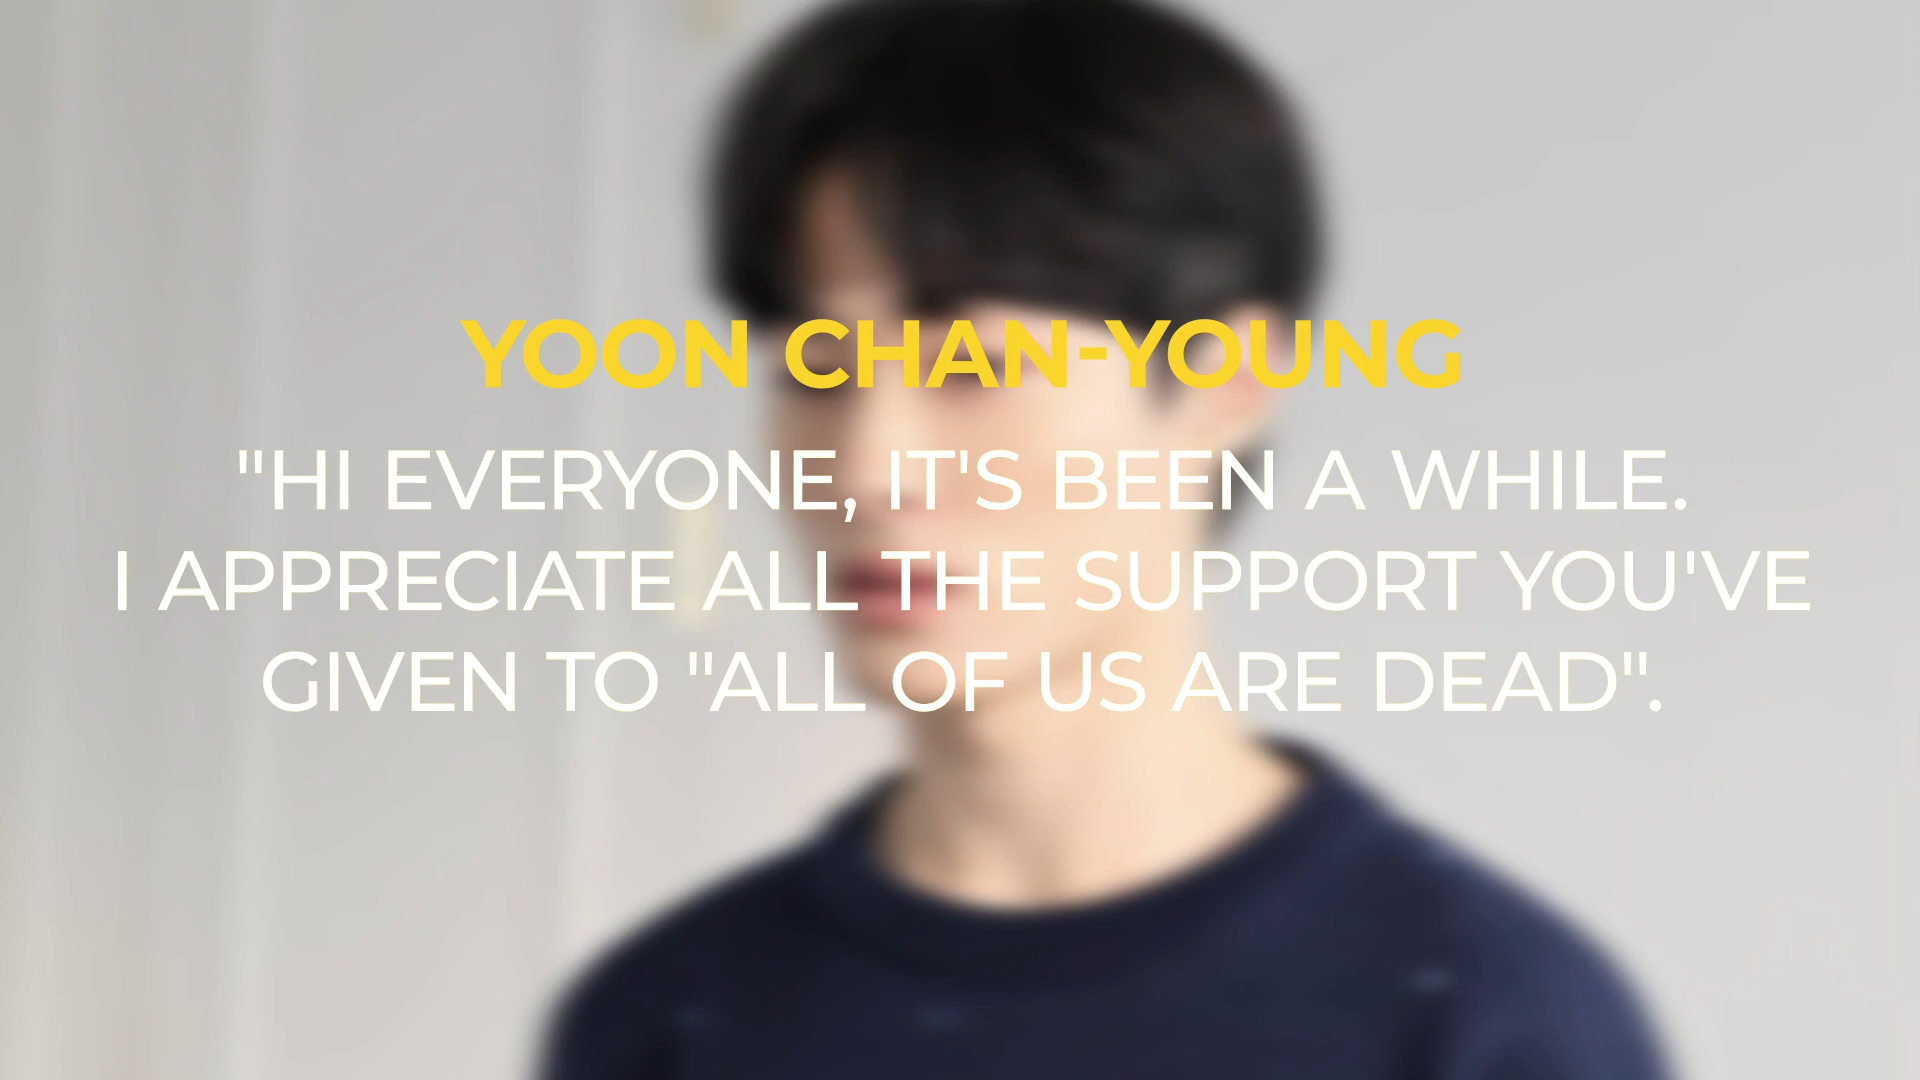 YOON CHAN-YOUNG
"HI EVERYONE, IT'S BEEN A WHILE.
I APPRECIATE ALL THE SUPPORT YOU'VE
GIVEN TO "ALL OF US ARE DEAD".